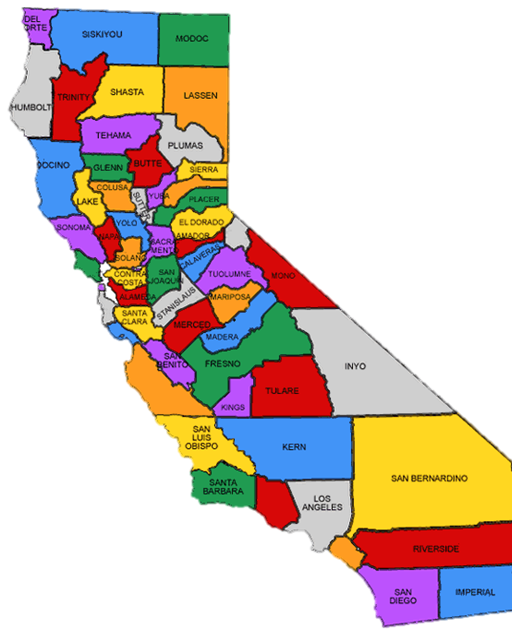 DEL
ORTE
SISKIYOU
MODOC
HUMBOLT
TRINITY
SHASTA
LASSEN
TEHAMA
PLUMAS
OCINO
GLENN
BUTTE
SIERRA
COLUSA
YUBA
LAKE
SUTTER
PLACER
SONOMA
NAPA
YOLO
EL DORADO
SACRA
MENTO
AMADOR
SOLANO
CALAVERAS
CONTRA
COSTA
SAN
JOAQUIN
TUOLUMNE
MONO
ALAMEDA
STANISLAUS
MARIPOSA
SANTA
CLARA
MERCED
MADERA
SAN
BENITO
FRESNO
INYO
KINGS
TULARE
SAN
LUIS
OBISPO
KERN
SANTA
BARBARA
LOS
ANGELES
SAN BERNARDINO
RIVERSIDE
SAN
DIEGO
IMPERIAL